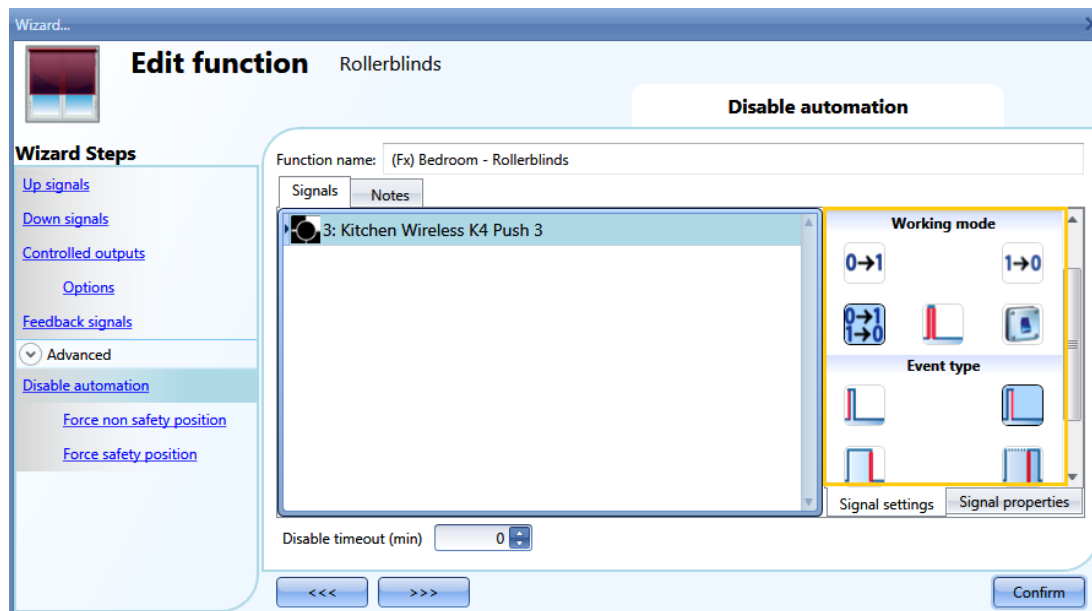 Wizard...
Edit function Rollerblinds
Disable automation
Wizard Steps
Up signals
Down signals
Controlled outputs
Options
Feedback signals
Advanced
Disable automation
Force non safety position
Force safety position
Function name: (Fx) Bedroom - Rollerblinds
Signals Notes
3: Kitchen Wireless K4 Push 3
Working mode
0→1 1→0
0→1
1→0
Event type
Signal settings Signal properties
Disable timeout (min) 0
<<< >>> Confirm